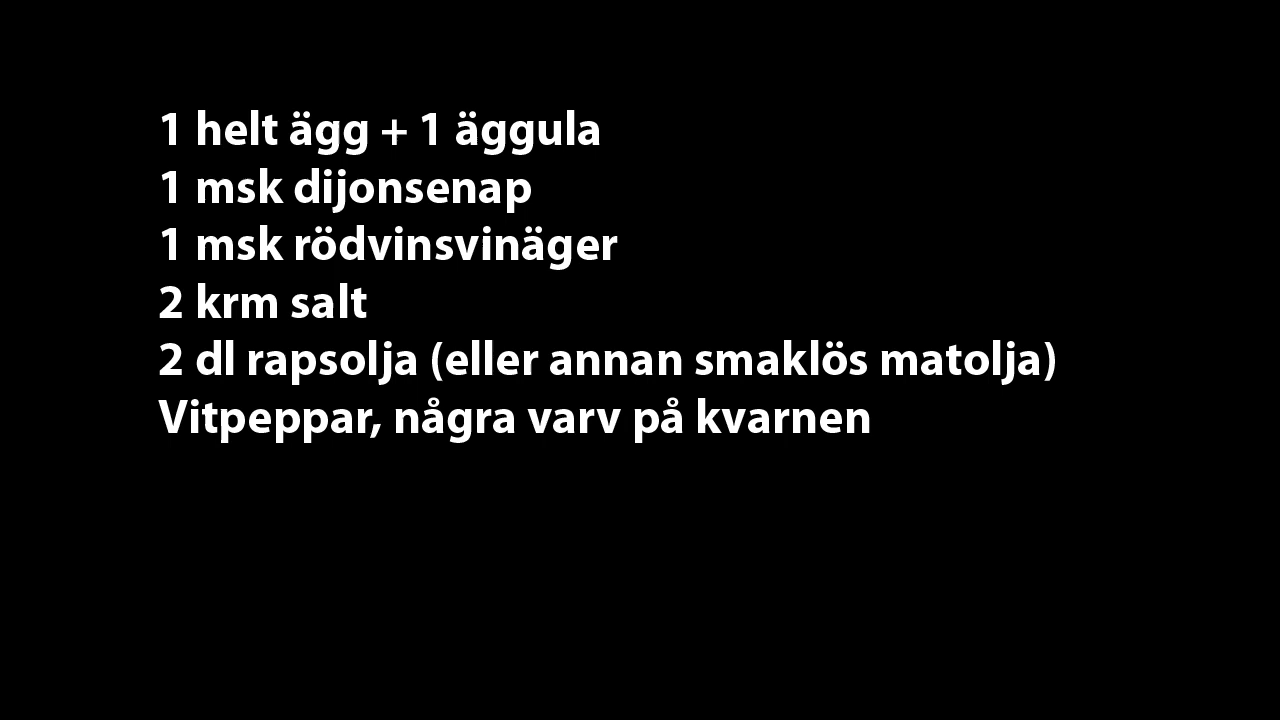 1 helt ägg + 1 äggula
1 msk dijonsenap
1 msk rödvinsvinäger
2 krm salt
2 dl rapsolja (eller annan smaklös matolja)
Vitpeppar, några varv på kvarnen